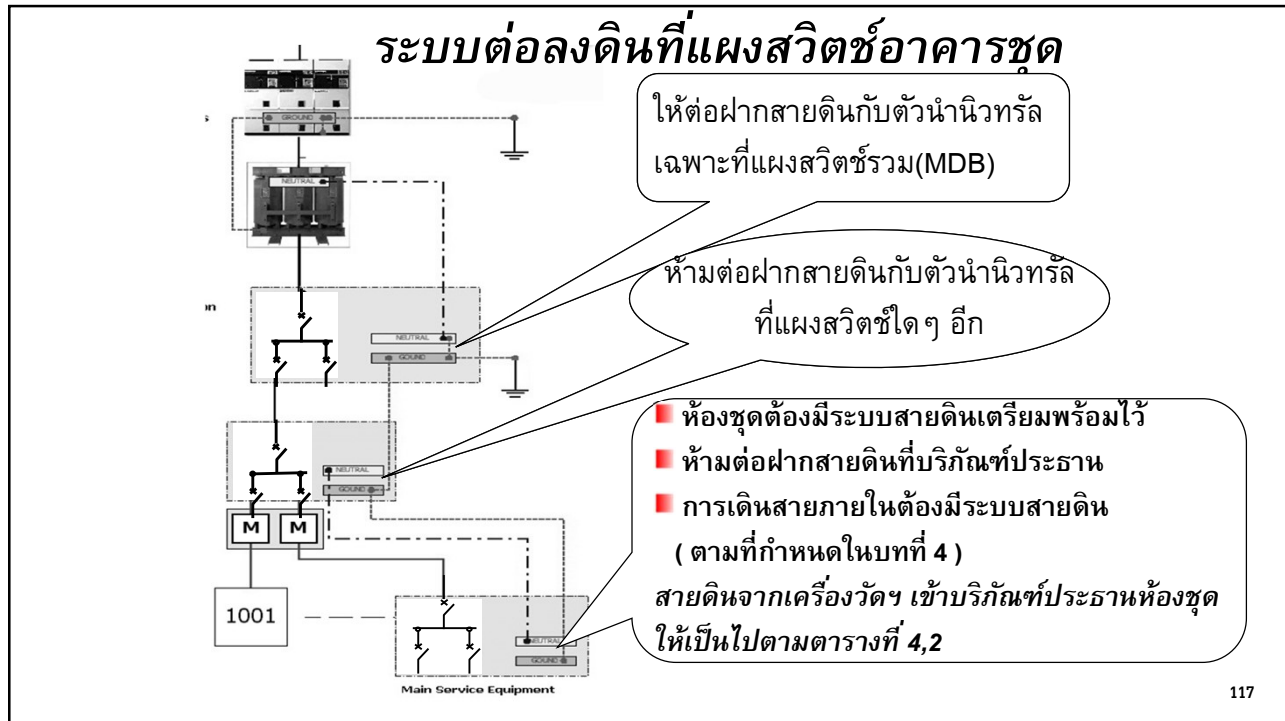 ระบบต่อลงดินที่แผงสวิตช์อาคารชุด
ให้ต่อฝากสายดินกับตัวนำนิวทรัล
เฉพาะที่แผงสวิตช์รวม(MDB)
ห้ามต่อฝากสายดินกับตัวนำนิวทรัล
ที่แผงสวิตช์ใดๆ อีก
ห้องชุดต้องมีระบบสายดินเตรียมพร้อมไว้
ห้ามต่อฝากสายดินที่บริภัณฑ์ประธาน
การเดินสายภายในต้องมีระบบสายดิน
( ตามที่กำหนดในบทที่ 4 )
สายดินจากเครื่องวัดฯ เข้าบริภัณฑ์ประธานห้องชุด
ให้เป็นไปตามตารางที่ 4,2
s
GROUND
NEUTRAL
on
NEUTRAL
GOUND
NEUTRAL
GOUND
M M
1001
NEUTRAL
GOUND
Main Service Equipment
117